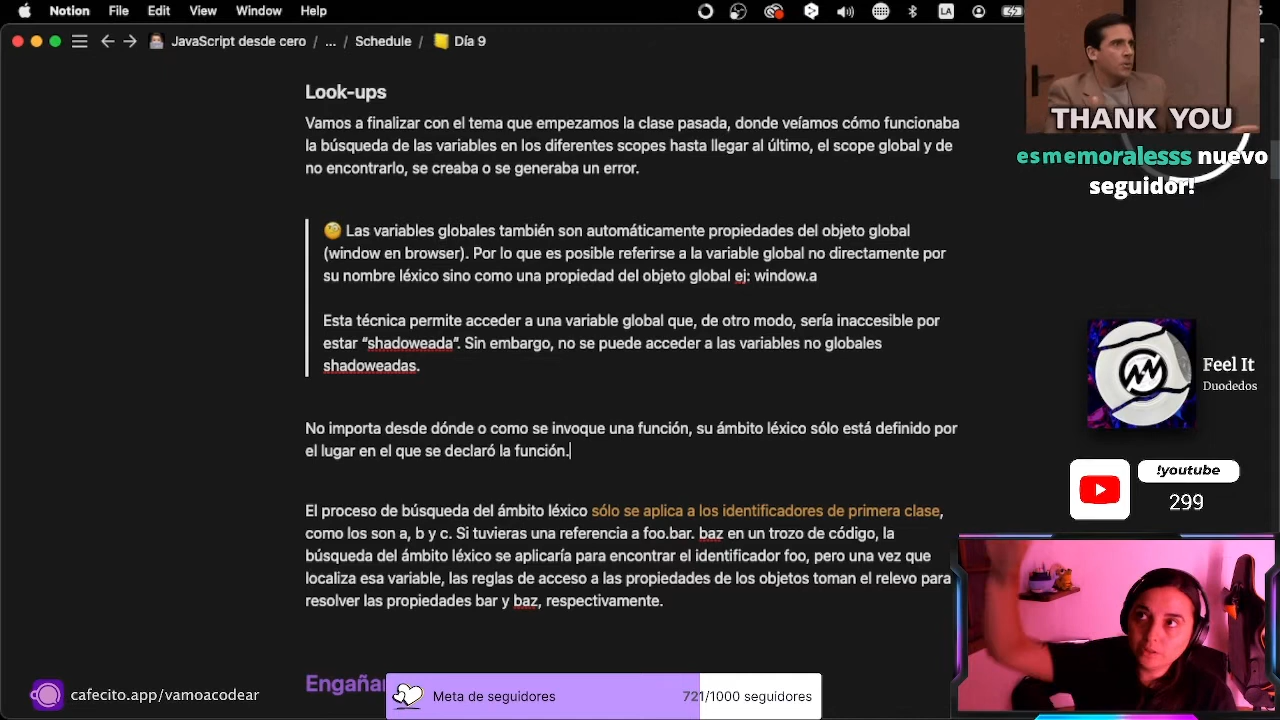 Notion File Edit View Window Help LA
JavaScript desde cero / ... / Schedule / Día 9
THANK YOU
esmemoralesss nuevo
seguidor!
Look-ups
Vamos a finalizar con el tema que empezamos la clase pasada, donde veíamos cómo funcionaba
la búsqueda de las variables en los diferentes scopes hasta llegar al último, el scope global y de
no encontrarlo, se creaba o se generaba un error.
🧐 Las variables globales también son automáticamente propiedades del objeto global
(window en browser). Por lo que es posible referirse a la variable global no directamente por
su nombre léxico sino como una propiedad del objeto global ej: window.a
Esta técnica permite acceder a una variable global que, de otro modo, sería inaccesible por
estar “shadoweada”. Sin embargo, no se puede acceder a las variables no globales
shadoweadas.
Feel It
Duodedos
No importa desde dónde o como se invoque una función, su ámbito léxico sólo está definido por
el lugar en el que se declaró la función.
!youtube
299
El proceso de búsqueda del ámbito léxico sólo se aplica a los identificadores de primera clase,
como los son a, b y c. Si tuvieras una referencia a foo.bar. baz en un trozo de código, la
búsqueda del ámbito léxico se aplicaría para encontrar el identificador foo, pero una vez que
localiza esa variable, las reglas de acceso a las propiedades de los objetos toman el relevo para
resolver las propiedades bar y baz, respectivamente.
Engañar
cafecito.app/vamoacodear
Meta de seguidores 721/1000 seguidores